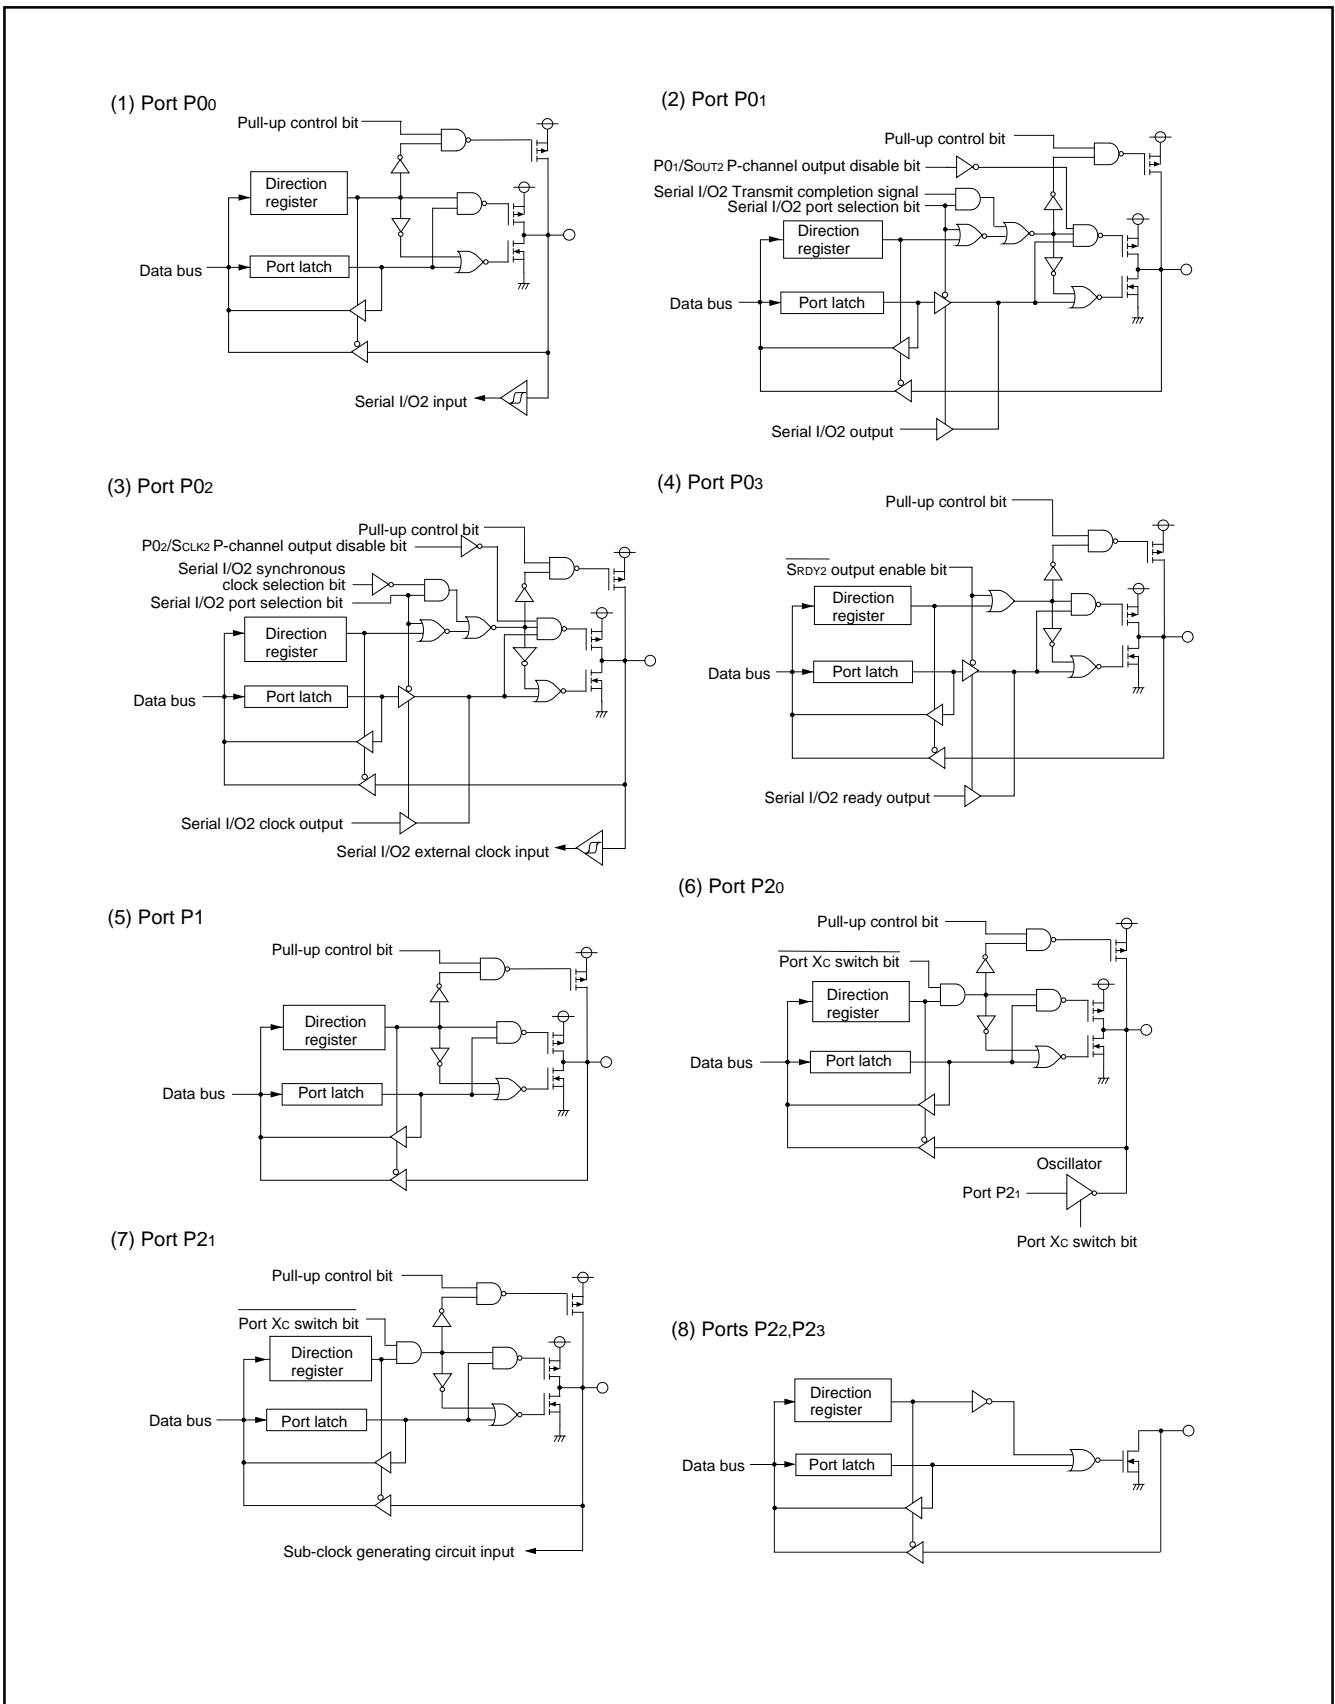 (1) Port P00
Pull-up control bit
Direction
register
Data bus
Port latch
Serial I/O2 input
(2) Port P01
Pull-up control bit
P01/SOUT2 P-channel output disable bit
Serial I/O2 Transmit completion signal
Serial I/O2 port selection bit
Direction
register
Data bus
Port latch
Serial I/O2 output
(3) Port P02
Pull-up control bit
P02/SCLK2 P-channel output disable bit
Serial I/O2 synchronous
clock selection bit
Serial I/O2 port selection bit
Direction
register
Data bus
Port latch
Serial I/O2 clock output
Serial I/O2 external clock input
(4) Port P03
Pull-up control bit
SRDY2 output enable bit
Direction
register
Data bus
Port latch
Serial I/O2 ready output
(5) Port P1
Pull-up control bit
Direction
register
Data bus
Port latch
(6) Port P20
Pull-up control bit
Port XC switch bit
Direction
register
Data bus
Port latch
Oscillator
Port P21
Port XC switch bit
(7) Port P21
Pull-up control bit
Port XC switch bit
Direction
register
Data bus
Port latch
Sub-clock generating circuit input
(8) Ports P22,P23
Direction
register
Data bus
Port latch